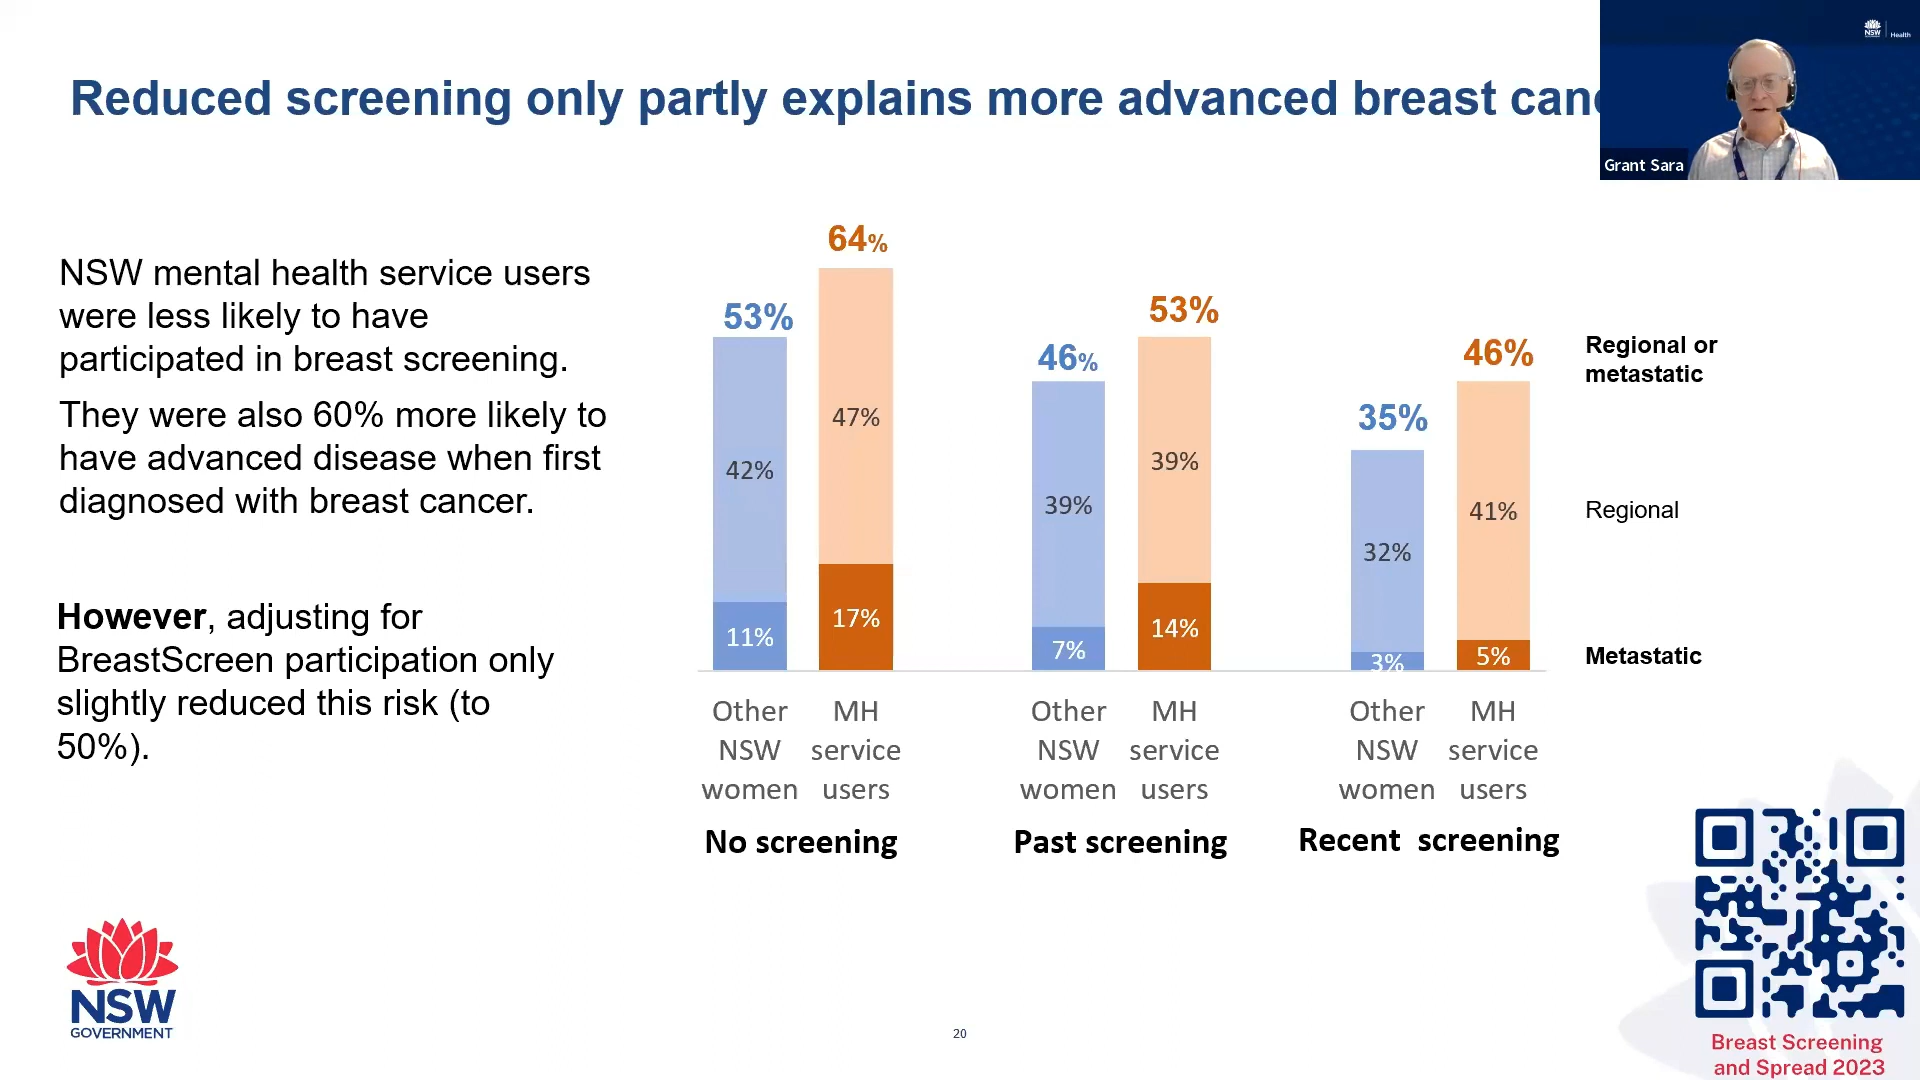 Reduced screening only partly explains more advanced breast canc
NSW
Health
Grant Sara
NSW mental health service users
were less likely to have
participated in breast screening.
They were also 60% more likely to
have advanced disease when first
diagnosed with breast cancer.
However, adjusting for
BreastScreen participation only
slightly reduced this risk (to
50%).
53%
64%
46%
53%
35%
46%
42%
47%
39%
39%
32%
41%
11%
17%
7%
14%
3%
5%
Regional or
metastatic
Regional
Metastatic
Other
NSW
women
MH
service
users
Other
NSW
women
MH
service
users
Other
NSW
women
MH
service
users
No screening
Past screening
Recent screening
NSW
GOVERNMENT
20
Breast Screening
and Spread 2023